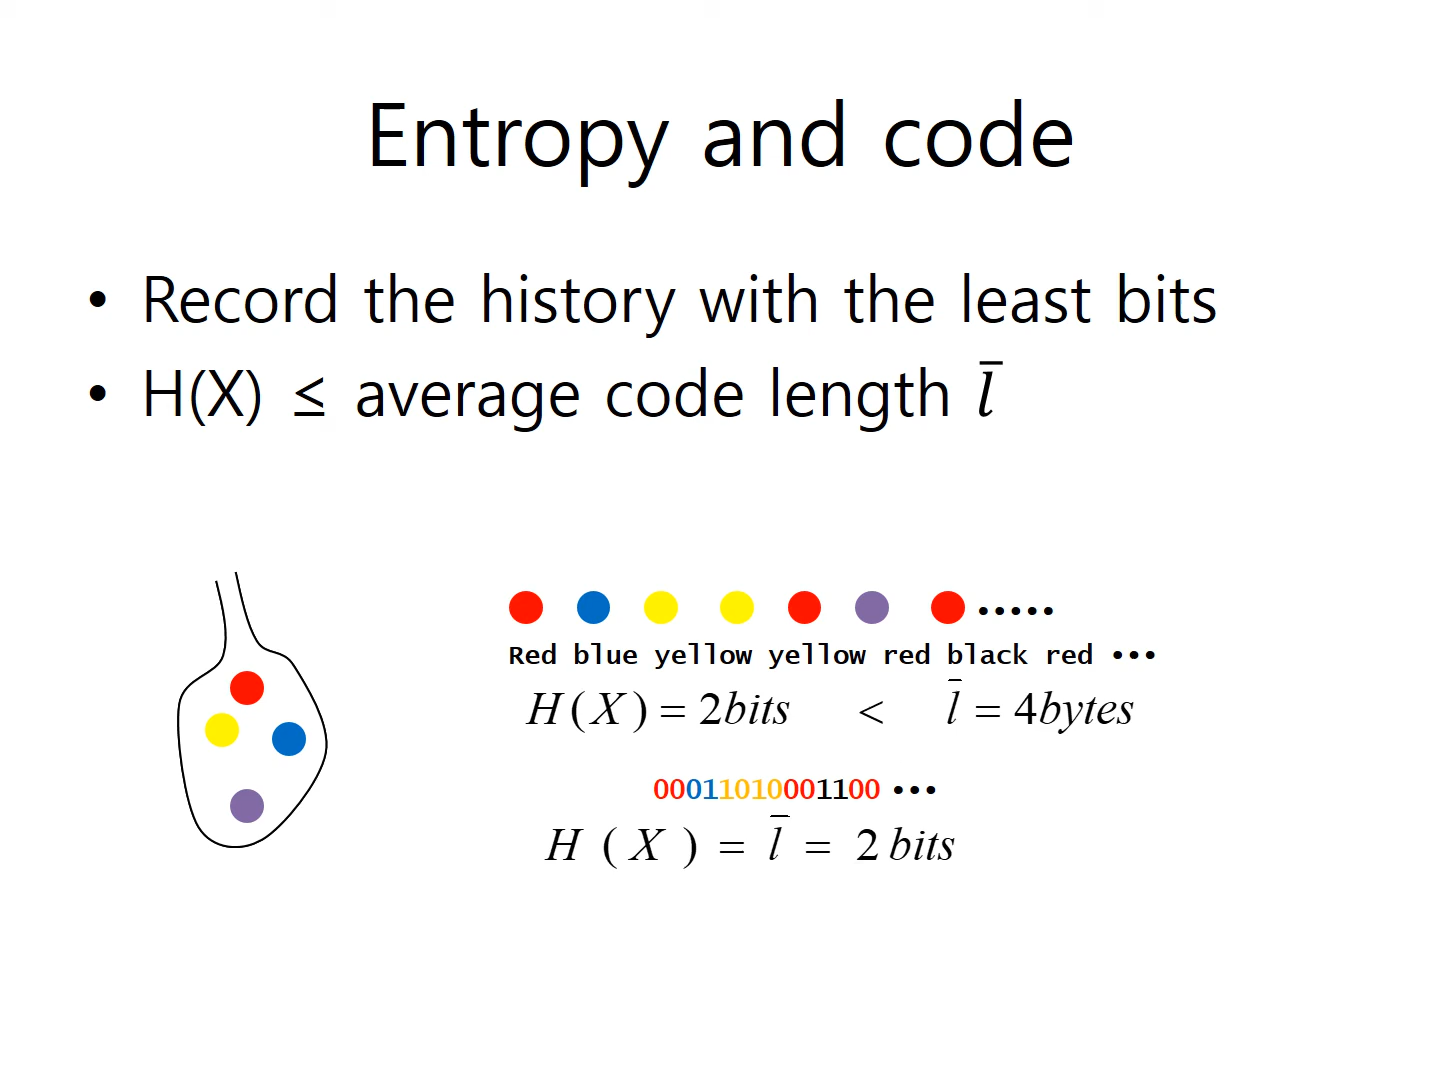 Entropy and code
• Record the history with the least bits
• H(X) ≤ average code length l̄
Red blue yellow yellow red black red •••
H(X) = 2bits < l̄ = 4bytes
00011010001100 •••
H ( X ) = l̄ = 2 bits